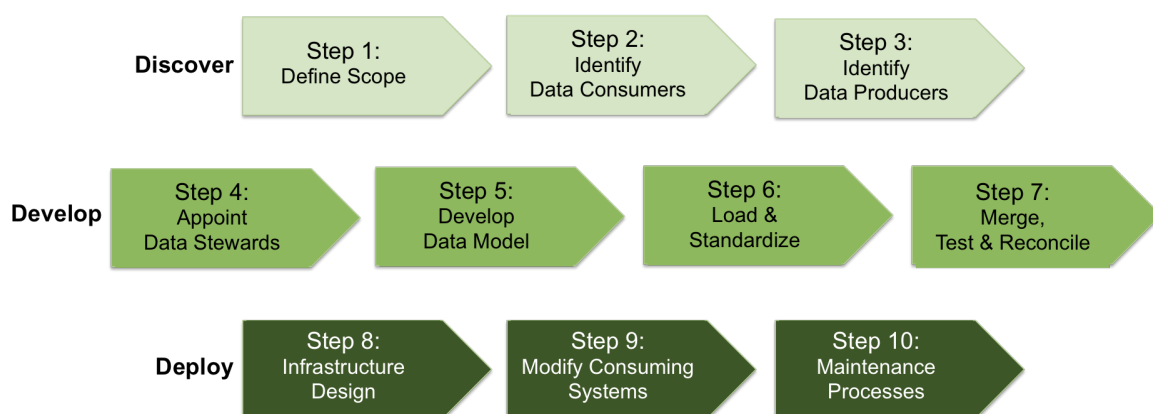 Discover
Step 1:
Define Scope
Step 2:
Identify
Data Consumers
Step 3:
Identify
Data Producers
Develop
Step 4:
Appoint
Data Stewards
Step 5:
Develop
Data Model
Step 6:
Load &
Standardize
Step 7:
Merge,
Test & Reconcile
Deploy
Step 8:
Infrastructure
Design
Step 9:
Modify Consuming
Systems
Step 10:
Maintenance
Processes